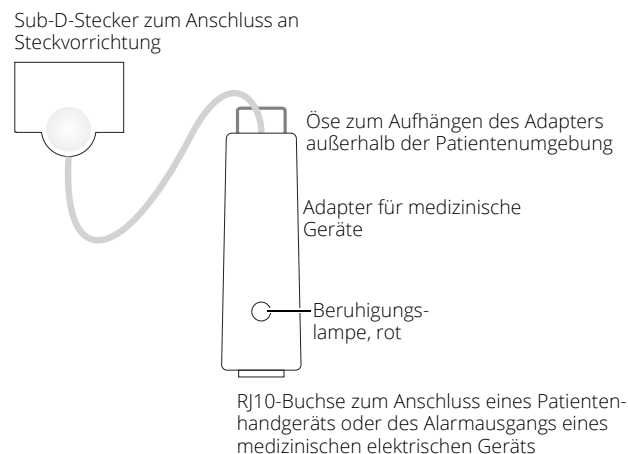 Sub-D-Stecker zum Anschluss an
Steckvorrichtung
Öse zum Aufhängen des Adapters
außerhalb der Patientenumgebung
Adapter für medizinische
Geräte
Beruhigungs-
lampe, rot
RJ10-Buchse zum Anschluss eines Patienten-
handgeräts oder des Alarmausgangs eines
medizinischen elektrischen Geräts